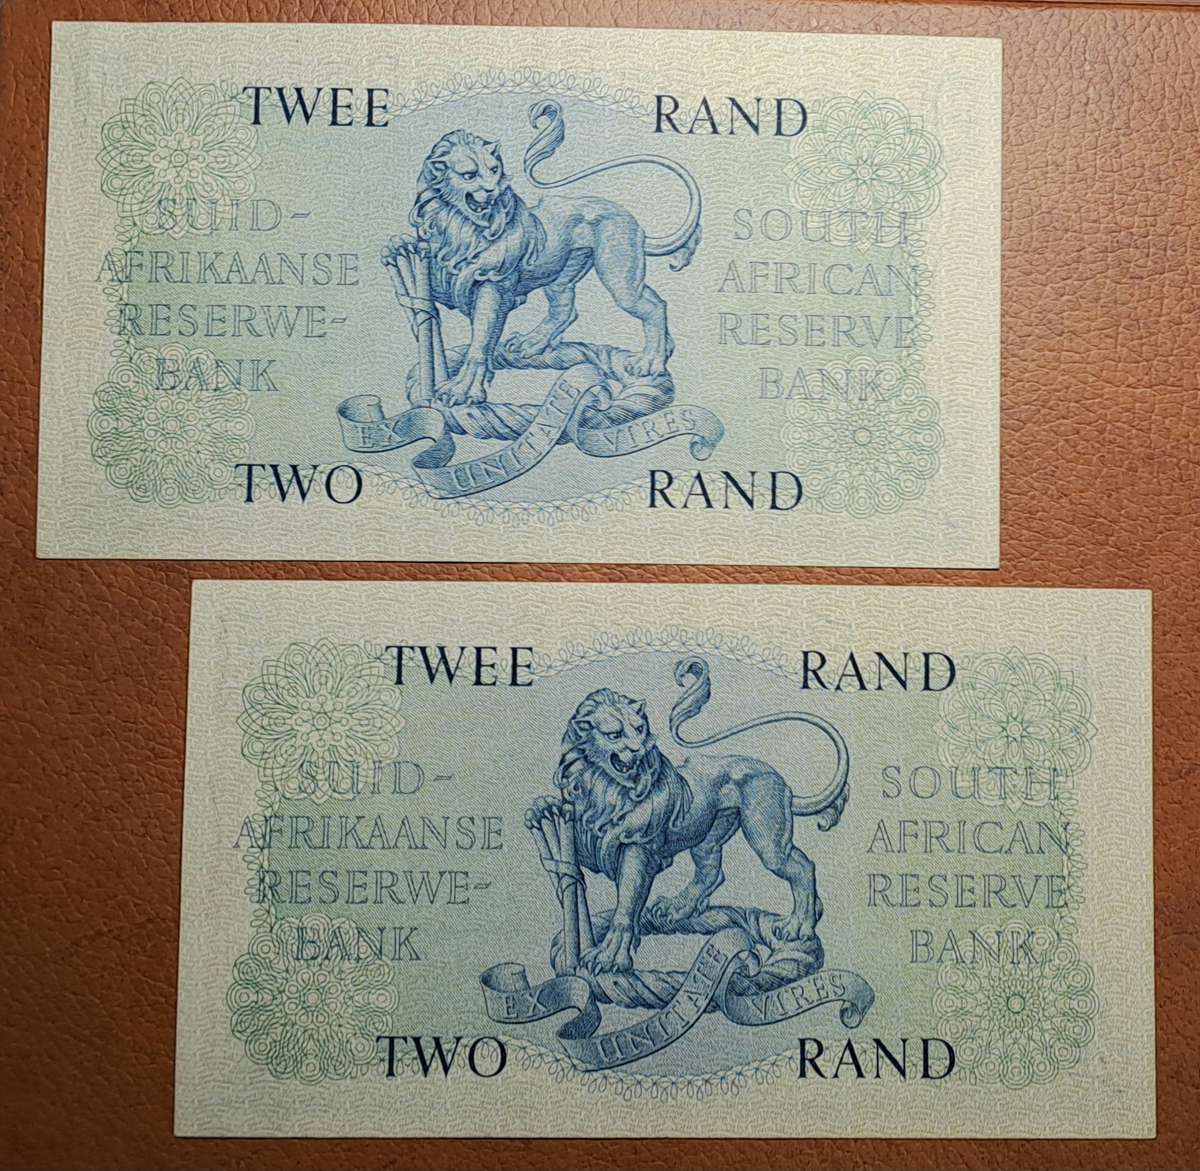 TWEE RAND
SUID-
AFRIKAANSE
RESERWE-
BANK
SOUTH
AFRICAN
RESERVE
BANK
EX UNITATE VIRES
TWO RAND
TWEE RAND
SUID-
AFRIKAANSE
RESERWE-
BANK
SOUTH
AFRICAN
RESERVE
BANK
EX UNITATE VIRES
TWO RAND